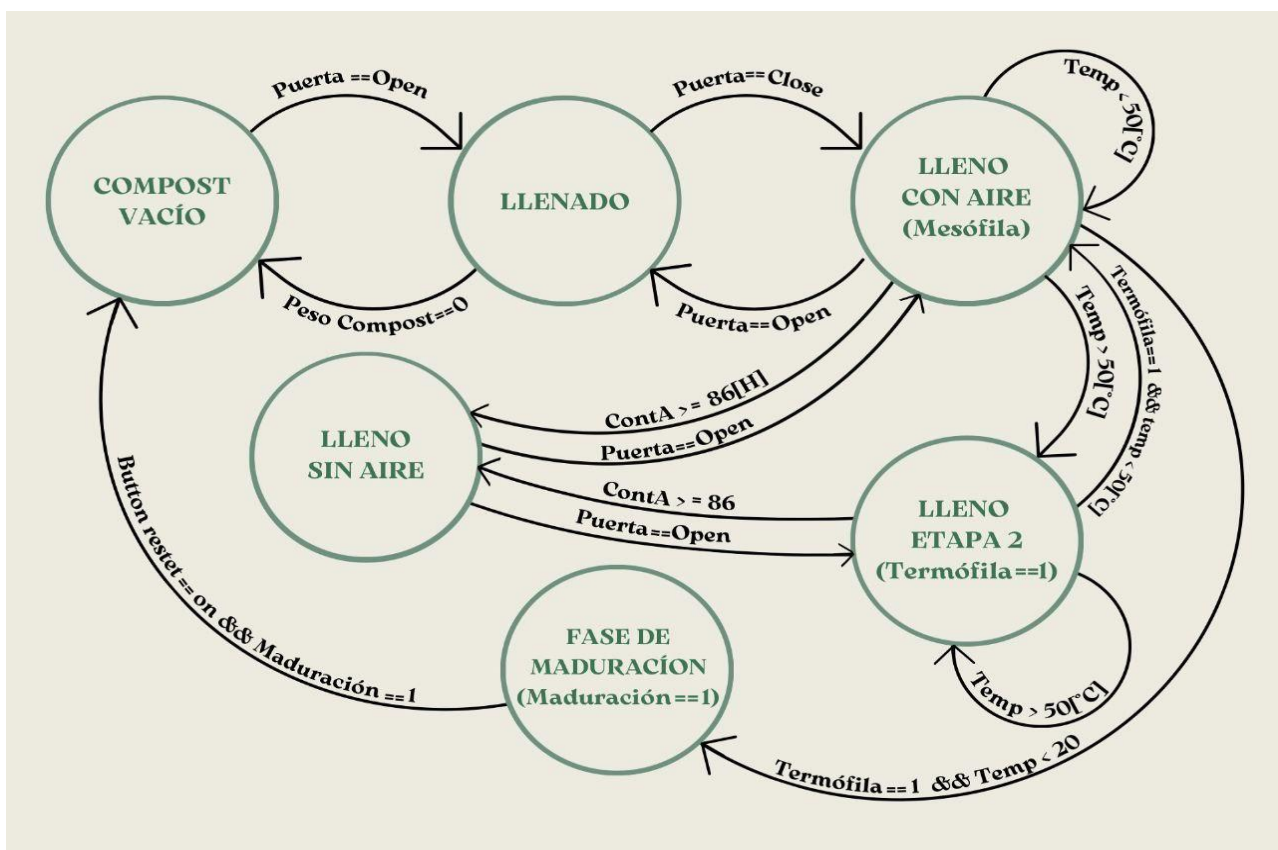 Puerta ==Open
Puerta==Close
Temp < 50[°C]
COMPOST
VACÍO
LLENADO
LLENO
CON AIRE
(Mesófila)
Peso Compost==0
Puerta==Open
Temp > 50[°C]
Termófila==1 && temp < 50[°C]
ContA > = 86[H]
Puerta==Open
LLENO
SIN AIRE
ContA > = 86
Puerta==Open
LLENO
ETAPA 2
(Termófila==1)
Button restet ==on && Maduración ==1
FASE DE
MADURACÍON
(Maduración==1)
Temp > 50[°C]
Termófila==1 && Temp < 20